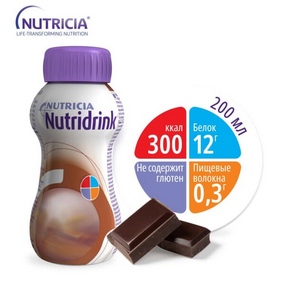 NUTRICIA
LIFE-TRANSFORMING NUTRITION
NUTRICIA
Nutridrink
200 мл
ккал
300
Белок
12г
Не содержит
глютен
Пищевые
волокна
0,3г